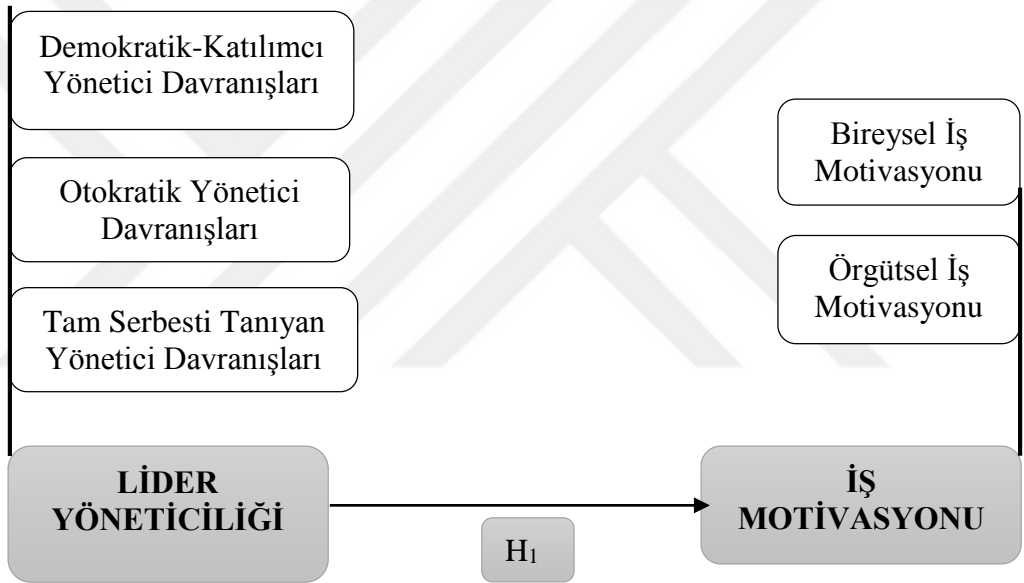 Demokratik-Katılımcı
Yönetici Davranışları
Otokratik Yönetici
Davranışları
Tam Serbesti Tanıyan
Yönetici Davranışları
Bireysel İş
Motivasyonu
Örgütsel İş
Motivasyonu
LİDER
YÖNETİCİLİĞİ
H₁
İŞ
MOTİVASYONU